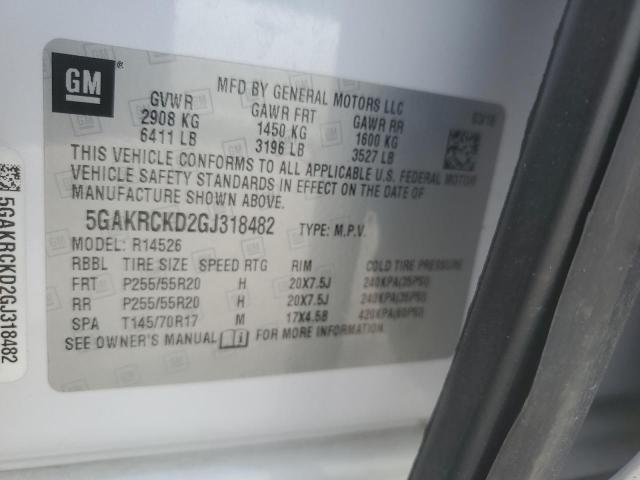 GM
MFD BY GENERAL MOTORS LLC
03/16
GVWR GAWR FRT GAWR RR
2908 KG 1450 KG 1600 KG
6411 LB 3196 LB 3527 LB
THIS VEHICLE CONFORMS TO ALL APPLICABLE U.S. FEDERAL MOTOR
VEHICLE SAFETY STANDARDS IN EFFECT ON THE DATE OF
MANUFACTURE SHOWN ABOVE.
5GAKRCKD2GJ318482 TYPE: M.P.V.
MODEL: R14526
RBBL TIRE SIZE SPEED RTG RIM COLD TIRE PRESSURE
FRT P255/55R20 H 20X7.5J 240KPA(35PSI)
RR P255/55R20 H 20X7.5J 240KPA(35PSI)
SPA T145/70R17 M 17X4.5B 420KPA(60PSI)
SEE OWNER'S MANUAL FOR MORE INFORMATION
5GAKRCKD2GJ318482